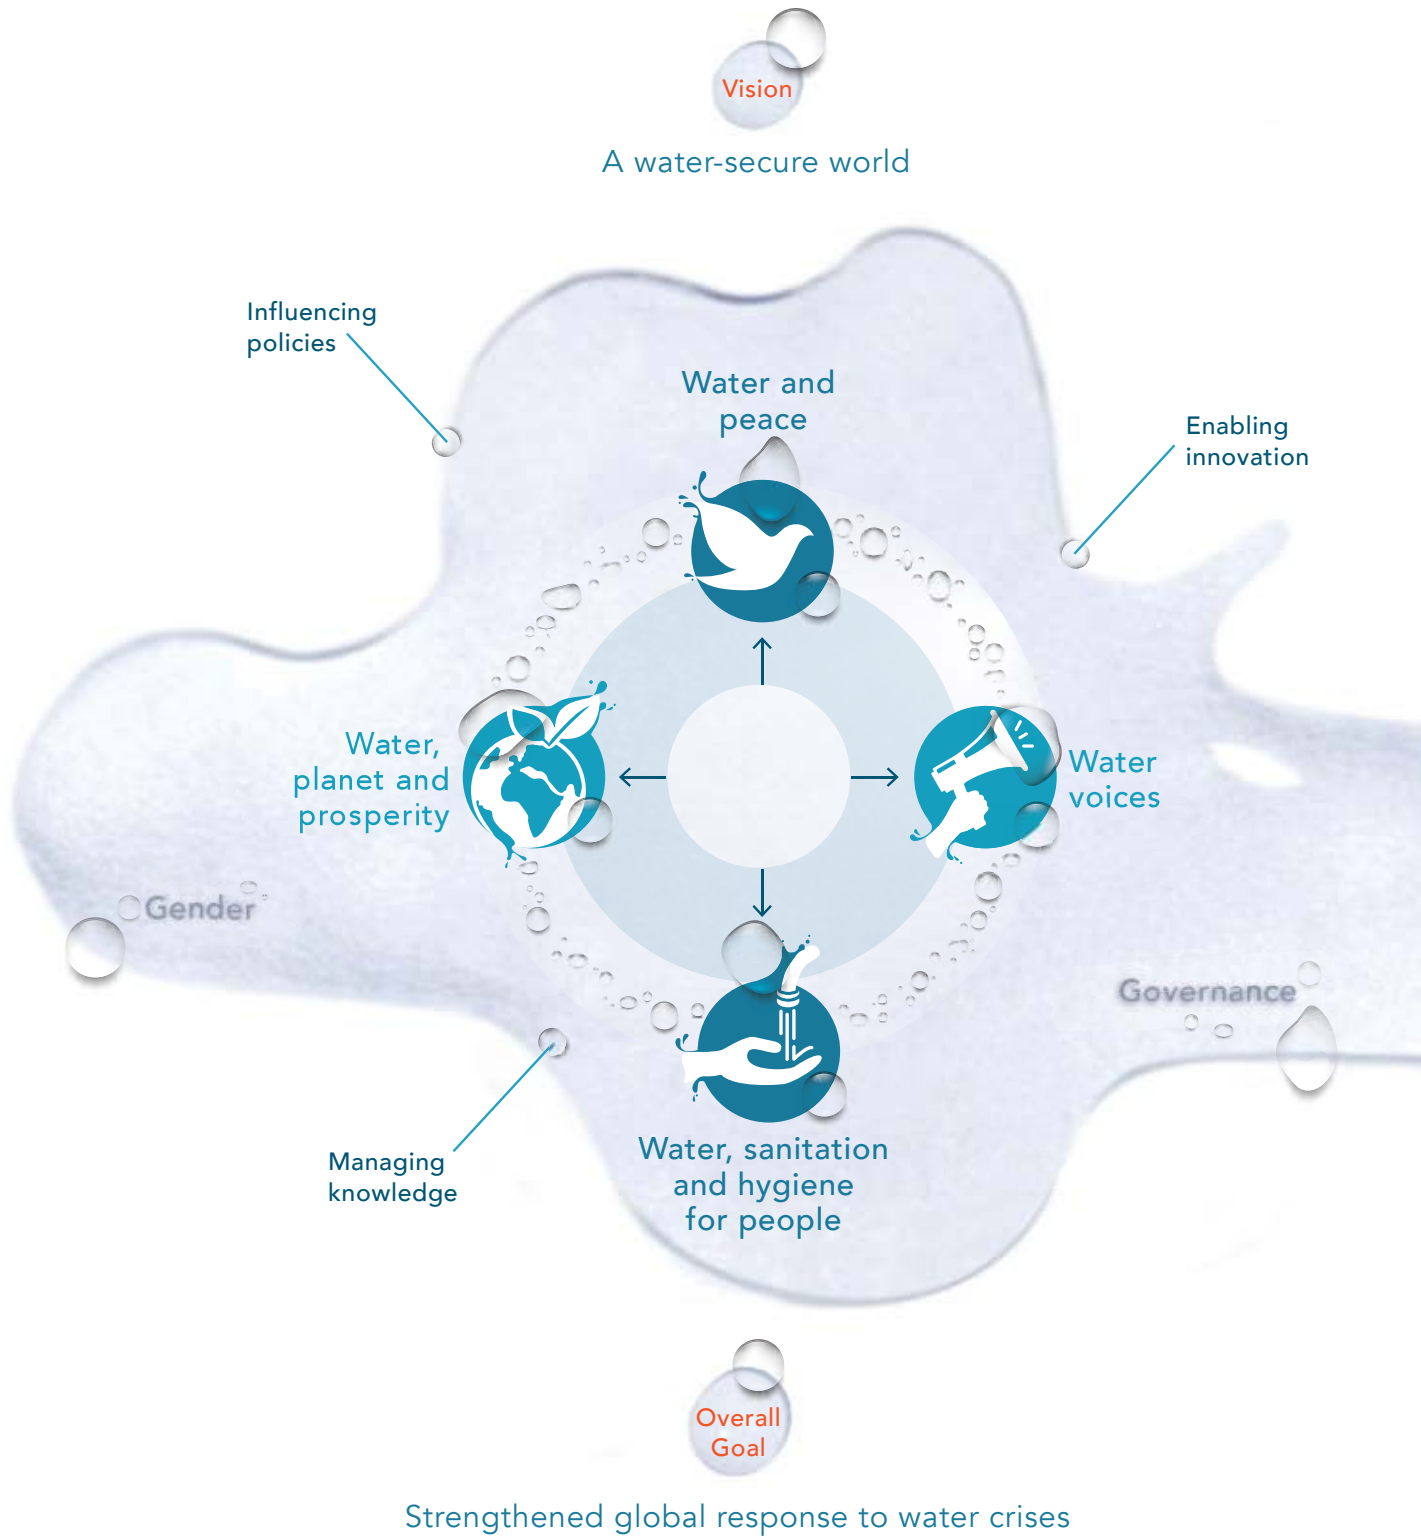 Vision
A water-secure world
Influencing
policies
Water and
peace
Enabling
innovation
Water,
planet and
prosperity
Water
voices
Gender
Governance
Managing
knowledge
Water, sanitation
and hygiene
for people
Overall
Goal
Strengthened global response to water crises